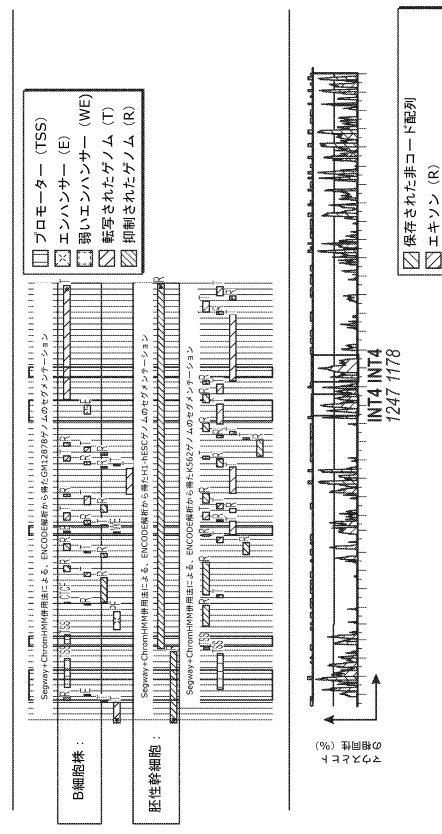 プロモーター (TSS)
エンハンサー (E)
弱いエンハンサー (WE)
転写されたゲノム (T)
抑制されたゲノム (R)
Segway+ChromHMM併用法による、ENCODE解析から得たGM12878ゲノムのセグメンテーション
B細胞株：
Segway+ChromHMM併用法による、ENCODE解析から得たH1-hESCゲノムのセグメンテーション
胚性幹細胞：
Segway+ChromHMM併用法による、ENCODE解析から得たK562ゲノムのセグメンテーション
マウスとヒト
の相同性 (%)
INT4 INT4
1247 1178
保存された非コード配列
エキソン (R)